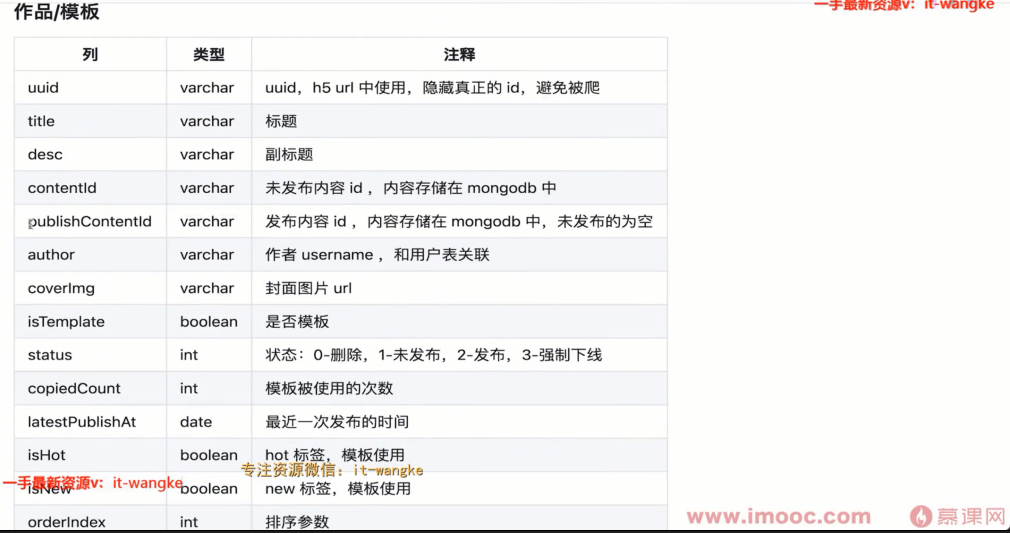 作品/模板
一手最新资源v：it-wangke
列 类型 注释
uuid varchar uuid，h5 url 中使用，隐藏真正的 id，避免被爬
title varchar 标题
desc varchar 副标题
contentId varchar 未发布内容 id ，内容存储在 mongodb 中
publishContentId varchar 发布内容 id ，内容存储在 mongodb 中，未发布的为空
author varchar 作者 username ，和用户表关联
coverImg varchar 封面图片 url
isTemplate boolean 是否模板
status int 状态：0-删除，1-未发布，2-发布，3-强制下线
copiedCount int 模板被使用的次数
latestPublishAt date 最近一次发布的时间
isHot boolean hot 标签，模板使用
专注资源微信：it-wangke
一手最新资源v：it-wangke
isNew boolean new 标签，模板使用
orderIndex int 排序参数
www.imooc.com 慕课网